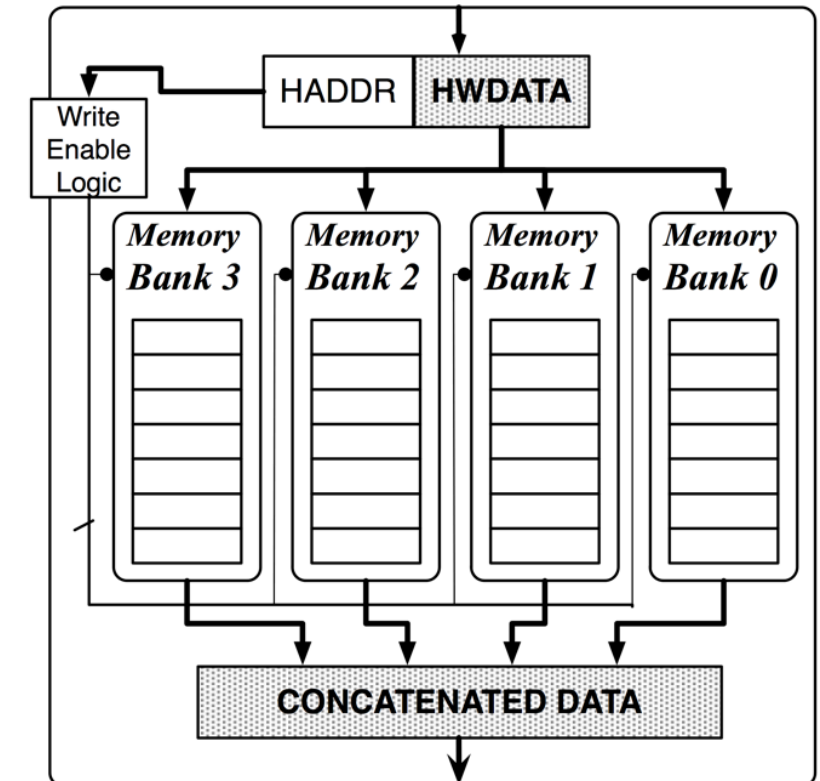 HADDR HWDATA
Write
Enable
Logic
Memory
Bank 3
Memory
Bank 2
Memory
Bank 1
Memory
Bank 0
CONCATENATED DATA